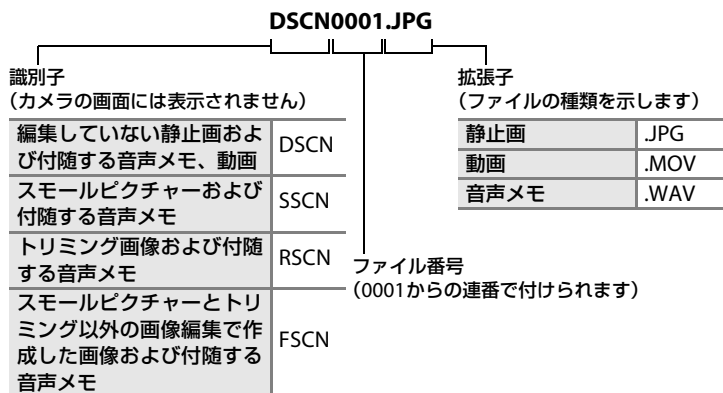 DSCN0001.JPG
識別子
(カメラの画面には表示されません)
編集していない静止画およ
び付随する音声メモ、動画
DSCN
スモールピクチャーおよび
付随する音声メモ
SSCN
トリミング画像および付随
する音声メモ
RSCN
スモールピクチャーとトリ
ミング以外の画像編集で作
成した画像および付随する
音声メモ
FSCN
ファイル番号
(0001からの連番で付けられます)
拡張子
(ファイルの種類を示します)
静止画 .JPG
動画 .MOV
音声メモ .WAV